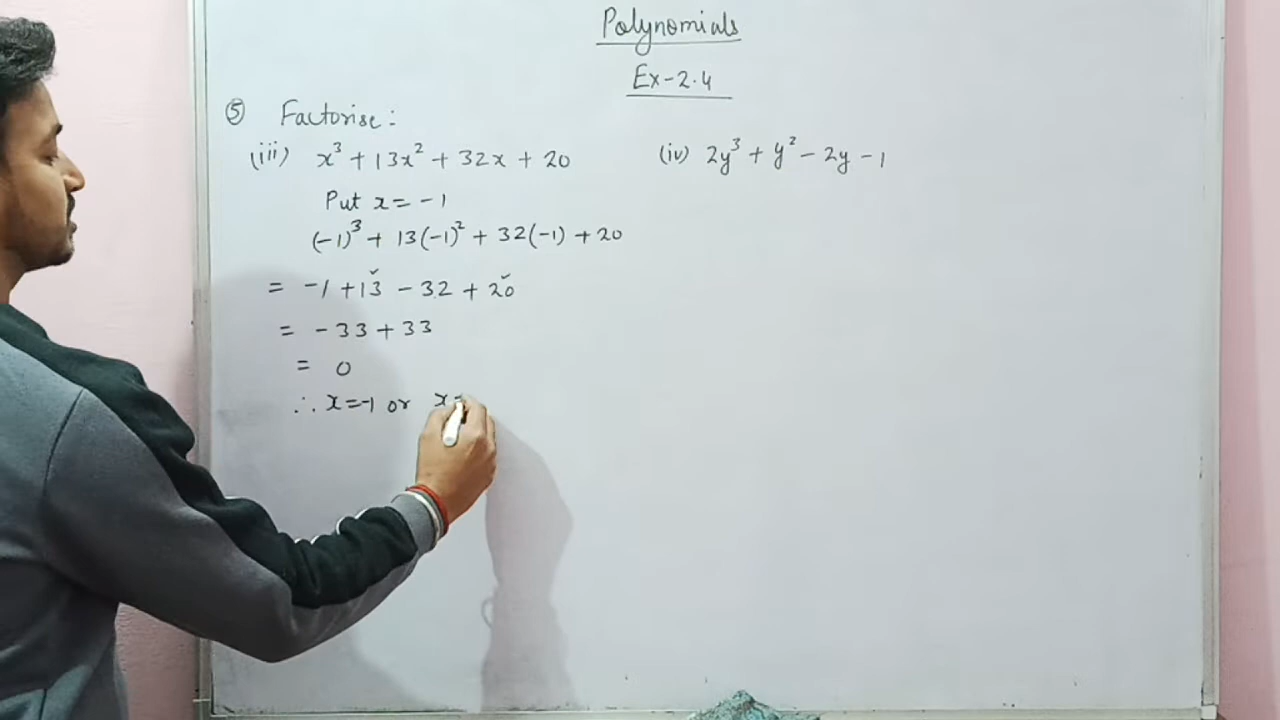 Polynomials
Ex-2.4
⑤ Factorise:
(iii) x³ + 13x² + 32x + 20
Put x = -1
(-1)³ + 13(-1)² + 32(-1) + 20
= -1 + 13 - 32 + 20
= -33 + 33
= 0
∴ x = -1 or x =
(iv) 2y³ + y² - 2y - 1